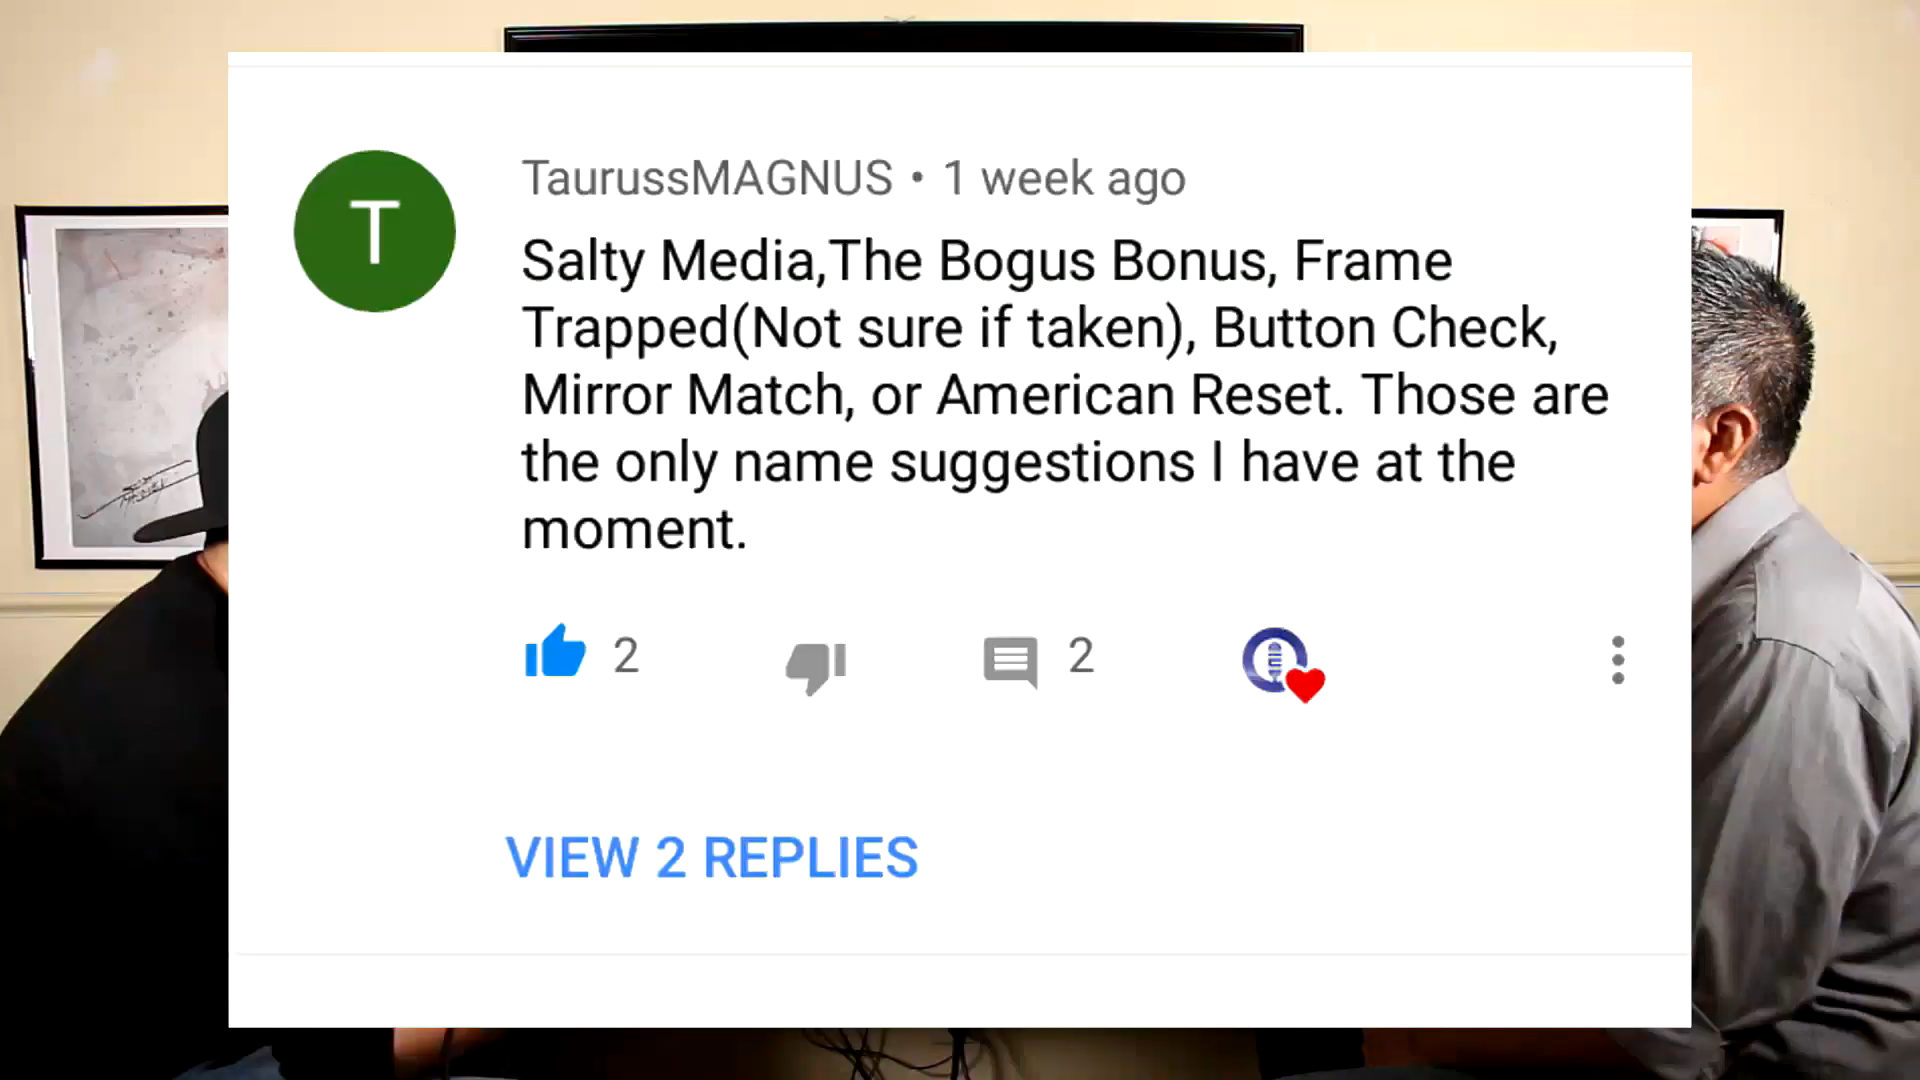 T
TaurussMAGNUS • 1 week ago
Salty Media,The Bogus Bonus, Frame
Trapped(Not sure if taken), Button Check,
Mirror Match, or American Reset. Those are
the only name suggestions I have at the
moment.
2
2
VIEW 2 REPLIES